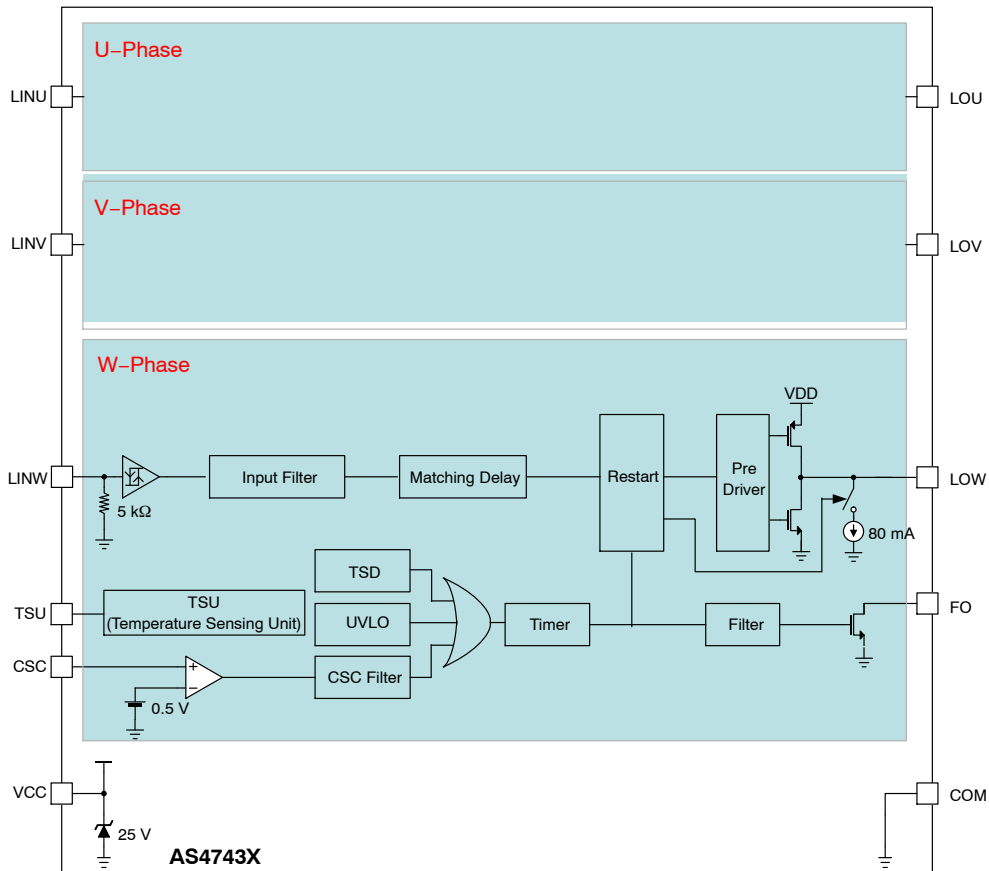 U–Phase
LINU
LOU
V–Phase
LINV
LOV
W–Phase
VDD
LINW
Input Filter
Matching Delay
Restart
Pre
Driver
LOW
5 kΩ
80 mA
TSD
TSU
TSU
(Temperature Sensing Unit)
UVLO
Timer
Filter
FO
CSC
+
−
CSC Filter
0.5 V
VCC
COM
25 V
AS4743X